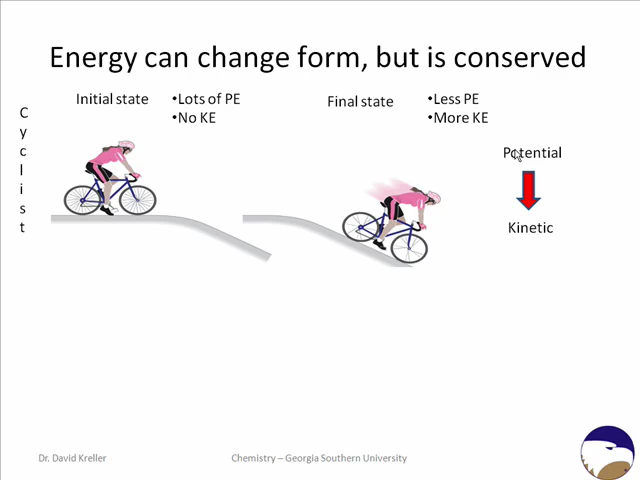 Energy can change form, but is conserved
Cyclist
Initial state
•Lots of PE
•No KE
Final state
•Less PE
•More KE
Potential
Kinetic
Dr. David Kreller
Chemistry – Georgia Southern University